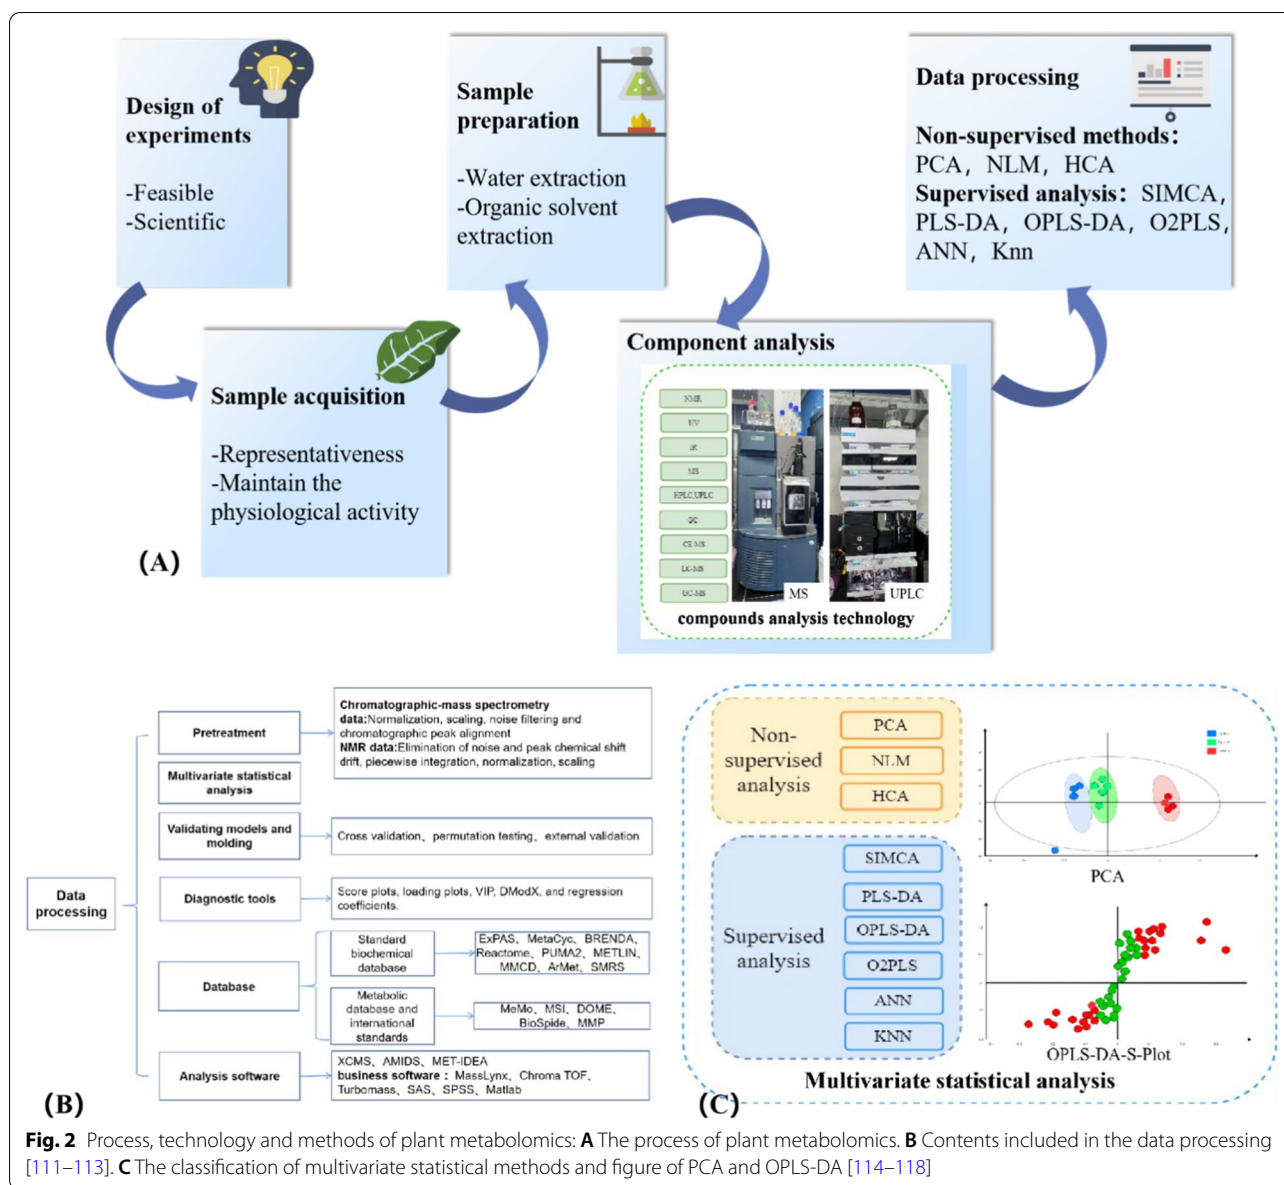 Design of
experiments
-Feasible
-Scientific
Sample
preparation
-Water extraction
-Organic solvent
extraction
Data processing
Non-supervised methods:
PCA, NLM, HCA
Supervised analysis: SIMCA,
PLS-DA, OPLS-DA, O2PLS,
ANN, Knn
Sample acquisition
-Representativeness
-Maintain the
physiological activity
Component analysis
NMR
UV
IR
MS
HPLC,UPLC
GC
CE-MS
LC-MS
GC-MS
MS
UPLC
compounds analysis technology
(A)
Data
processing
Pretreatment
Chromatographic-mass spectrometry
data:Normalization, scaling, noise filtering and
chromatographic peak alignment
NMR data:Elimination of noise and peak chemical shift
drift, piecewise integration, normalization, scaling
Multivariate statistical
analysis
Validating models and
molding
Cross validation、permutation testing、external validation
Diagnostic tools
Score plots, loading plots, VIP, DModX, and regression
coefficients.
Database
Standard
biochemical
database
ExPAS、MetaCyc、BRENDA、
Reactome、PUMA2、METLIN、
MMCD、ArMet、SMRS
Metabolic
database and
international
standards
MeMo、MSI、DOME、
BioSpide、MMP
Analysis software
XCMS、AMIDS、MET-IDEA
business software：MassLynx、Chroma TOF、
Turbomass、SAS、SPSS、Matlab
(B)
Non-
supervised
analysis
PCA
NLM
HCA
Supervised
analysis
SIMCA
PLS-DA
OPLS-DA
O2PLS
ANN
KNN
PCA
OPLS-DA-S-Plot
Multivariate statistical analysis
(C)
Fig. 2 Process, technology and methods of plant metabolomics: A The process of plant metabolomics. B Contents included in the data processing
[111–113]. C The classification of multivariate statistical methods and figure of PCA and OPLS-DA [114–118]